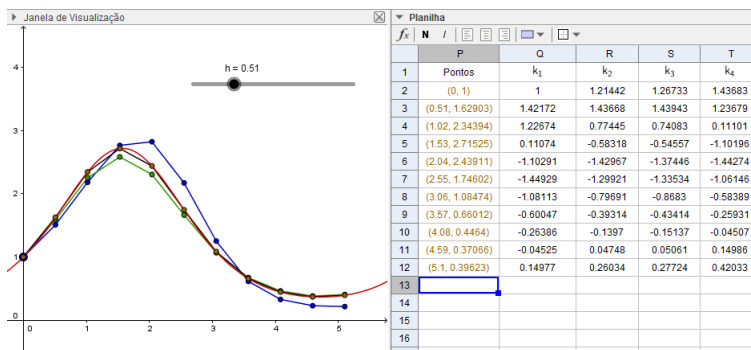 Janela de Visualização
h = 0.51
4
3
2
1
0
0 1 2 3 4 5
Planilha
fx N I
P Q R S T
1 Pontos k1 k2 k3 k4
2 (0, 1) 1 1.21442 1.26733 1.43683
3 (0.51, 1.62903) 1.42172 1.43668 1.43943 1.23679
4 (1.02, 2.34394) 1.22674 0.77445 0.74083 0.11101
5 (1.53, 2.71525) 0.11074 -0.58318 -0.54557 -1.10196
6 (2.04, 2.43911) -1.10291 -1.42967 -1.37446 -1.44274
7 (2.55, 1.74602) -1.44929 -1.29921 -1.33534 -1.06146
8 (3.06, 1.08474) -1.08113 -0.79691 -0.8683 -0.58389
9 (3.57, 0.66012) -0.60047 -0.39314 -0.43414 -0.25931
10 (4.08, 0.4464) -0.26386 -0.1397 -0.15137 -0.04507
11 (4.59, 0.37066) -0.04525 0.04748 0.05061 0.14986
12 (5.1, 0.39623) 0.14977 0.26034 0.27724 0.42033
13
14
15
16